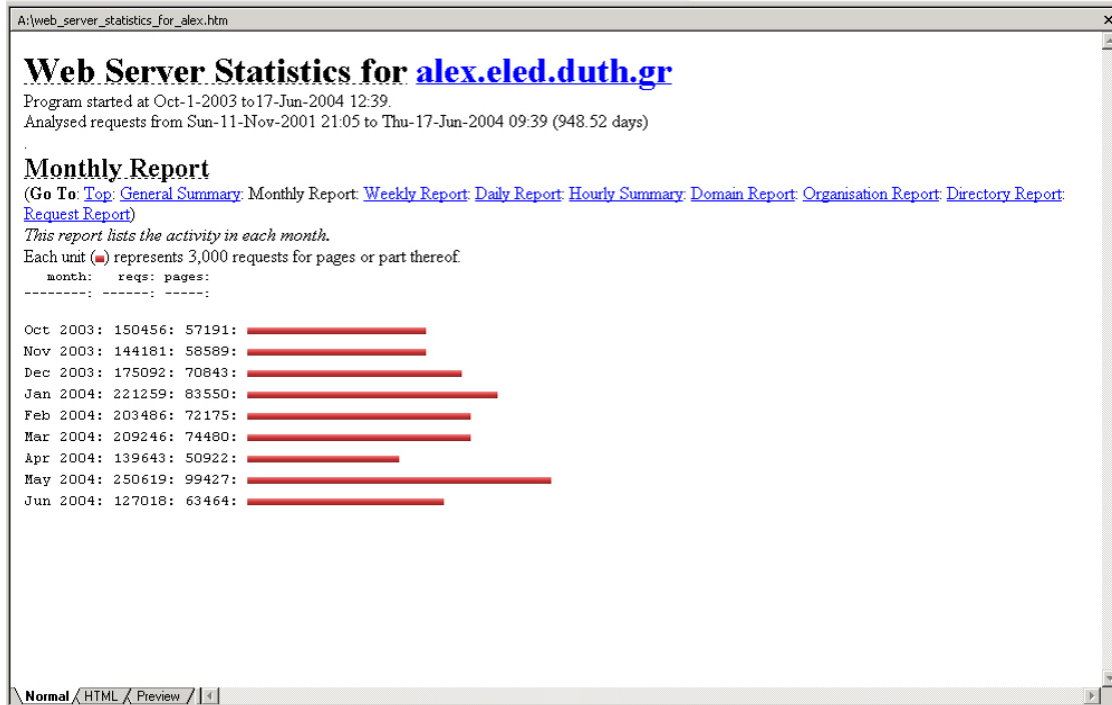 A:\web_server_statistics_for_alex.htm
Web Server Statistics for alex.eled.duth.gr
Program started at Oct-1-2003 to17-Jun-2004 12:39.
Analysed requests from Sun-11-Nov-2001 21:05 to Thu-17-Jun-2004 09:39 (948.52 days)
.
Monthly Report
(Go To: Top: General Summary: Monthly Report: Weekly Report: Daily Report: Hourly Summary: Domain Report: Organisation Report: Directory Report:
Request Report)
This report lists the activity in each month.
Each unit ( ) represents 3,000 requests for pages or part thereof.
month: reqs: pages:
--------: ------: -----:
Oct 2003: 150456: 57191:
Nov 2003: 144181: 58589:
Dec 2003: 175092: 70843:
Jan 2004: 221259: 83550:
Feb 2004: 203486: 72175:
Mar 2004: 209246: 74480:
Apr 2004: 139643: 50922:
May 2004: 250619: 99427:
Jun 2004: 127018: 63464:
Normal / HTML / Preview